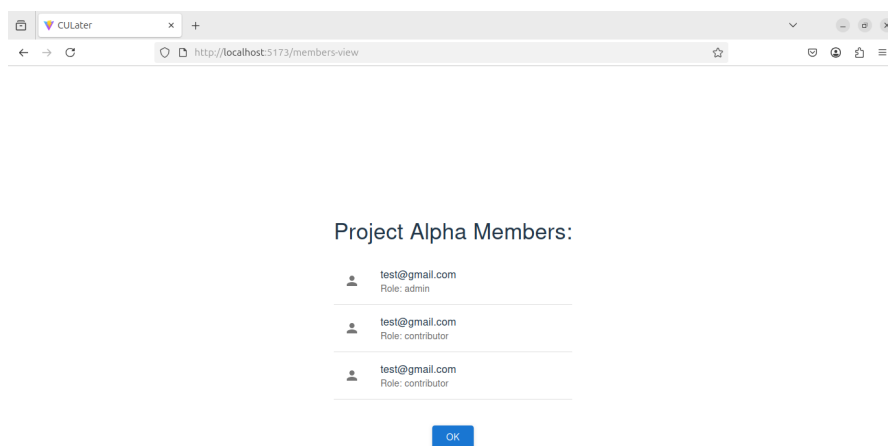 CULater
http://localhost:5173/members-view
Project Alpha Members:
test@gmail.com
Role: admin
test@gmail.com
Role: contributor
test@gmail.com
Role: contributor
OK